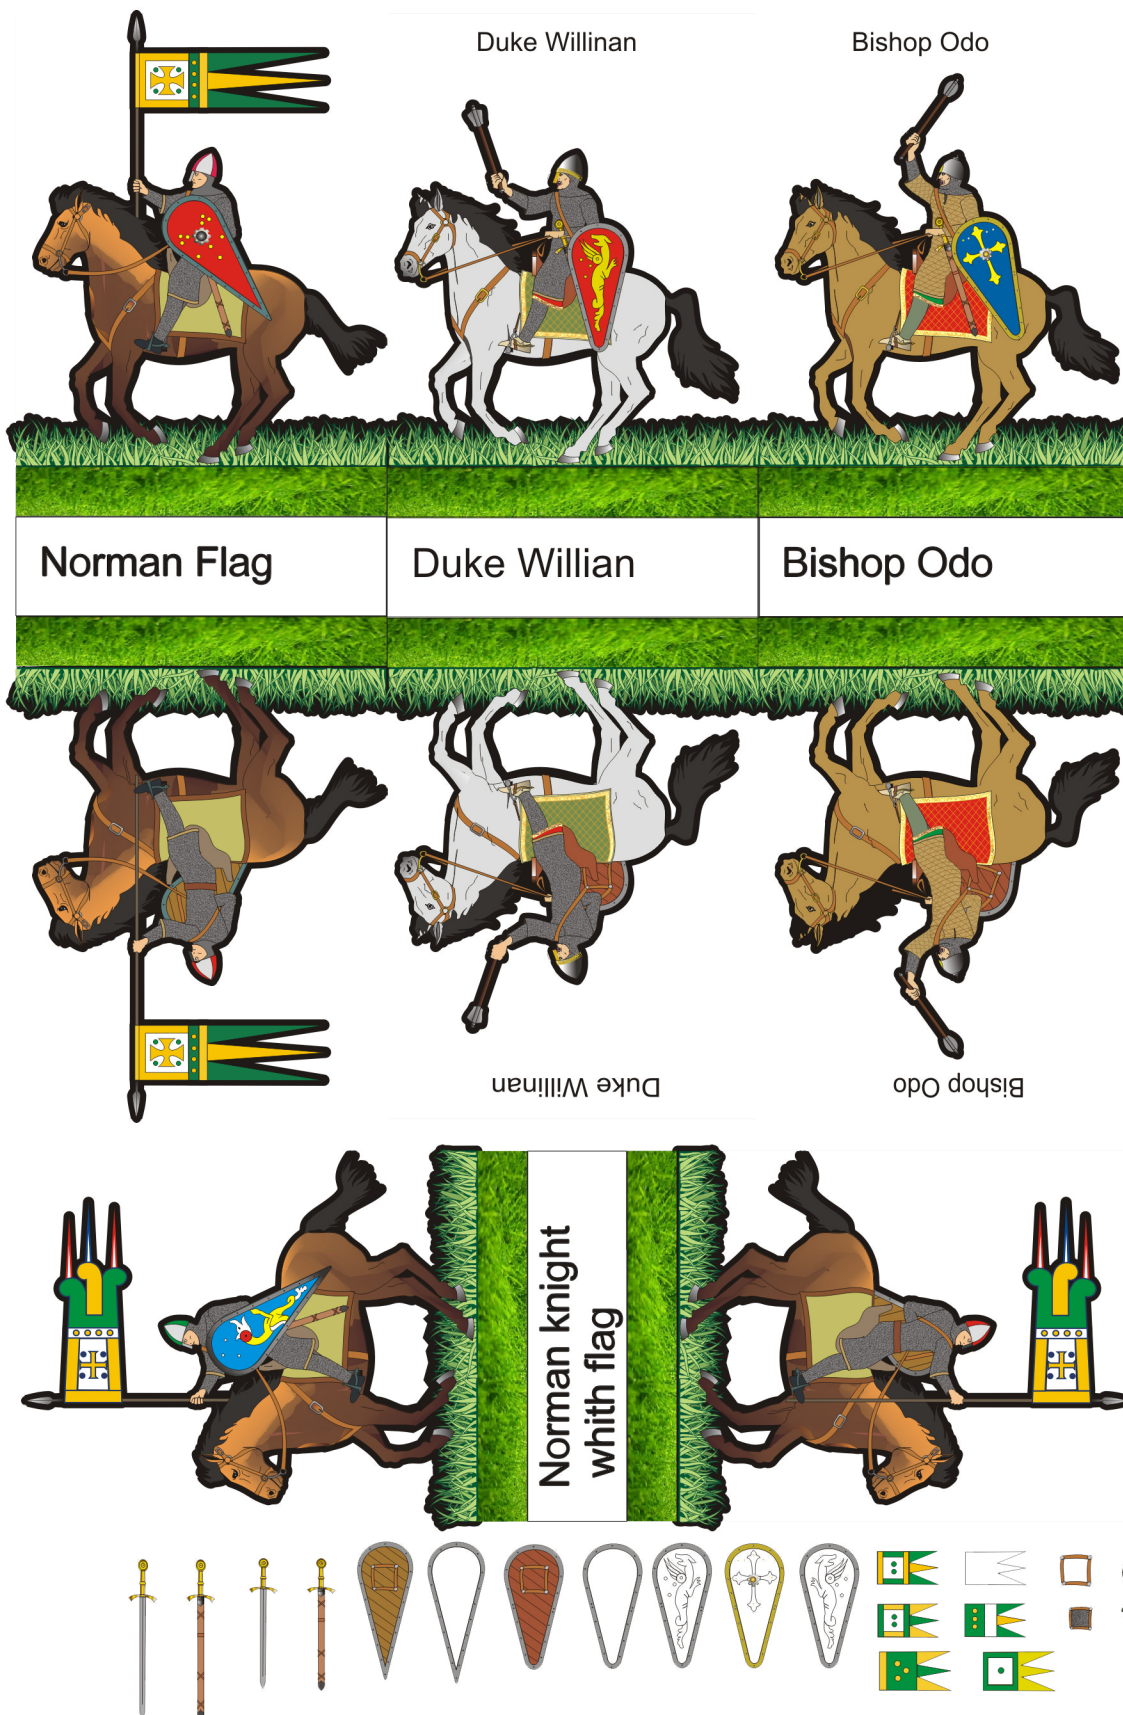 Duke Willinan
Bishop Odo
Norman Flag
Duke Willian
Bishop Odo
Duke Willinan
Bishop Odo
Norman knight
whith flag